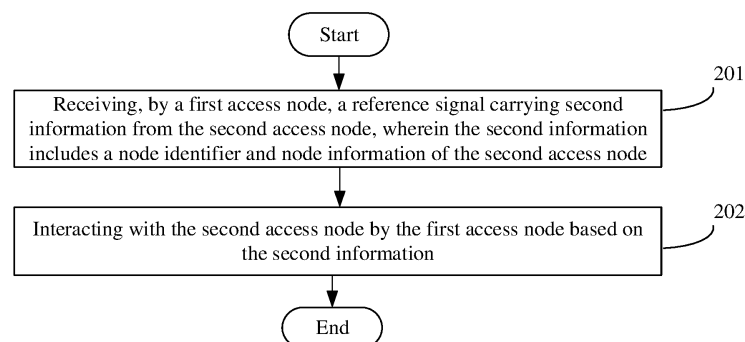 Start
201
Receiving, by a first access node, a reference signal carrying second
information from the second access node, wherein the second information
includes a node identifier and node information of the second access node
202
Interacting with the second access node by the first access node based on
the second information
End